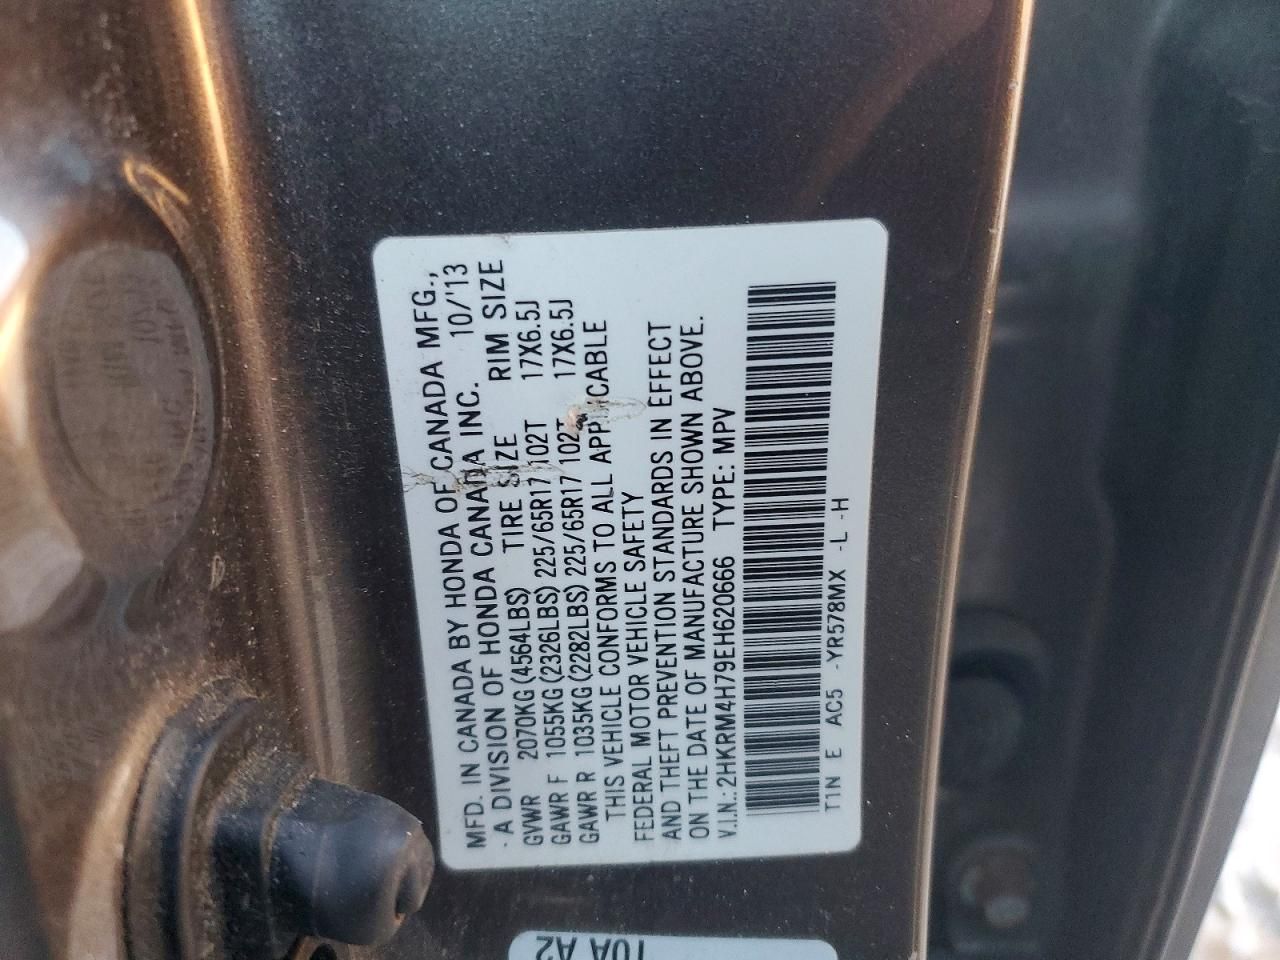 MFD. IN CANADA BY HONDA OF CANADA MFG.,
- A DIVISION OF HONDA CANADA INC. 10/'13
TIRE SIZE RIM SIZE
GVWR 2070KG(4564LBS)
GAWR F 1055KG(2326LBS) 225/65R17 102T 17X6.5J
GAWR R 1035KG(2282LBS) 225/65R17 102T 17X6.5J
THIS VEHICLE CONFORMS TO ALL APPLICABLE
FEDERAL MOTOR VEHICLE SAFETY
AND THEFT PREVENTION STANDARDS IN EFFECT
ON THE DATE OF MANUFACTURE SHOWN ABOVE.
V.I.N.: 2HKRM4H79EH620666 TYPE: MPV
TIN E AC5 -YR578MX -L -H